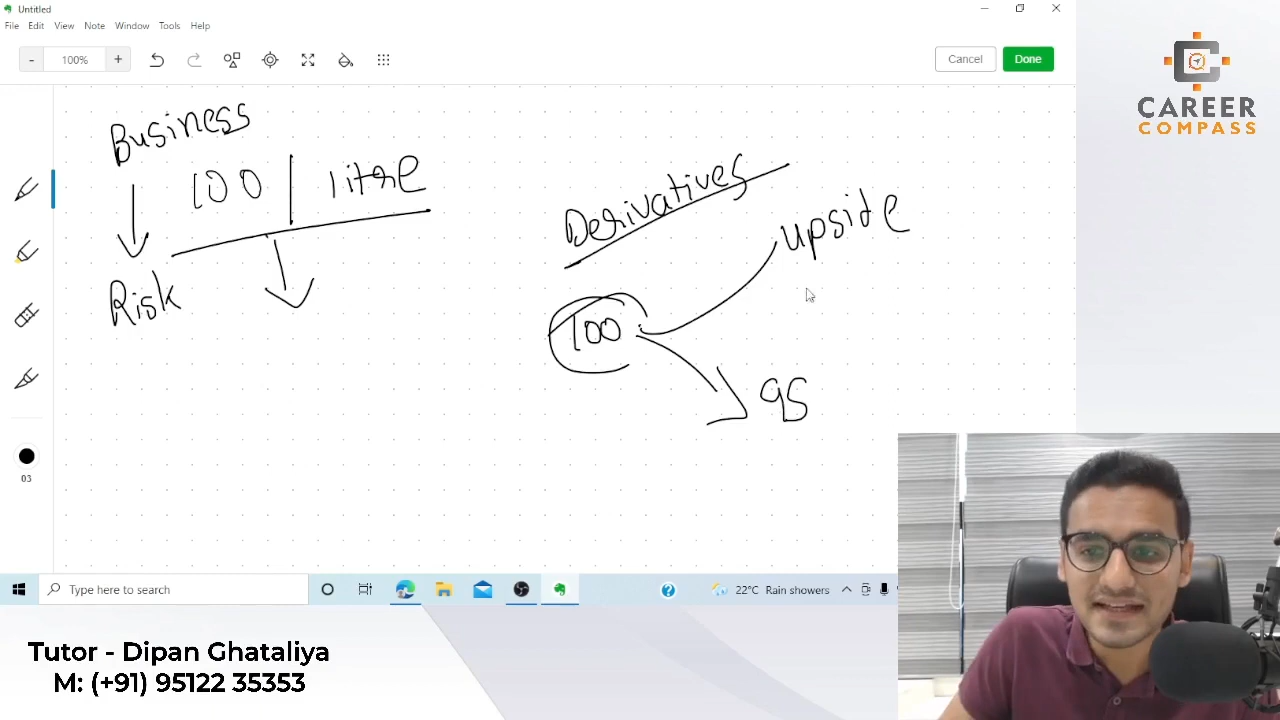 Untitled
File Edit View Note Window Tools Help
- 100% +
Cancel Done
CAREER
COMPASS
Business
100 | 1 litre
Risk
Derivatives
upside
100
95
03
Type here to search
22°C Rain showers
Tutor - Dipan Ghataliya
M: (+91) 95122 35353